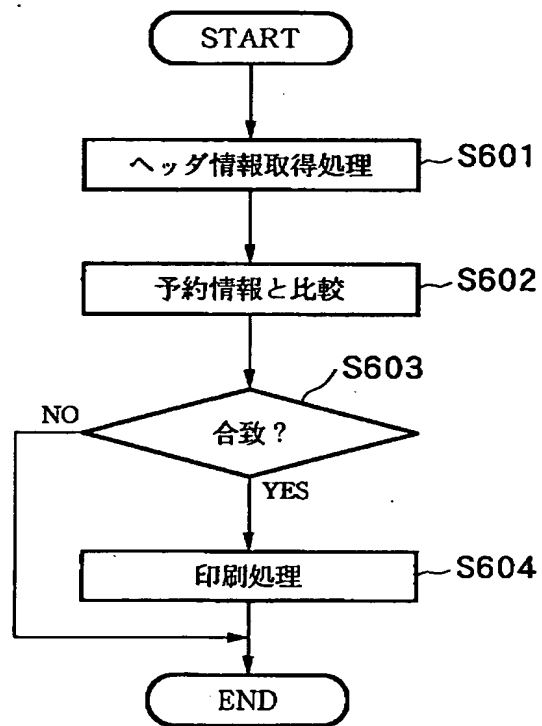 START
ヘッダ情報取得処理
S601
予約情報と比較
S602
S603
合致?
NO
YES
印刷処理
S604
END